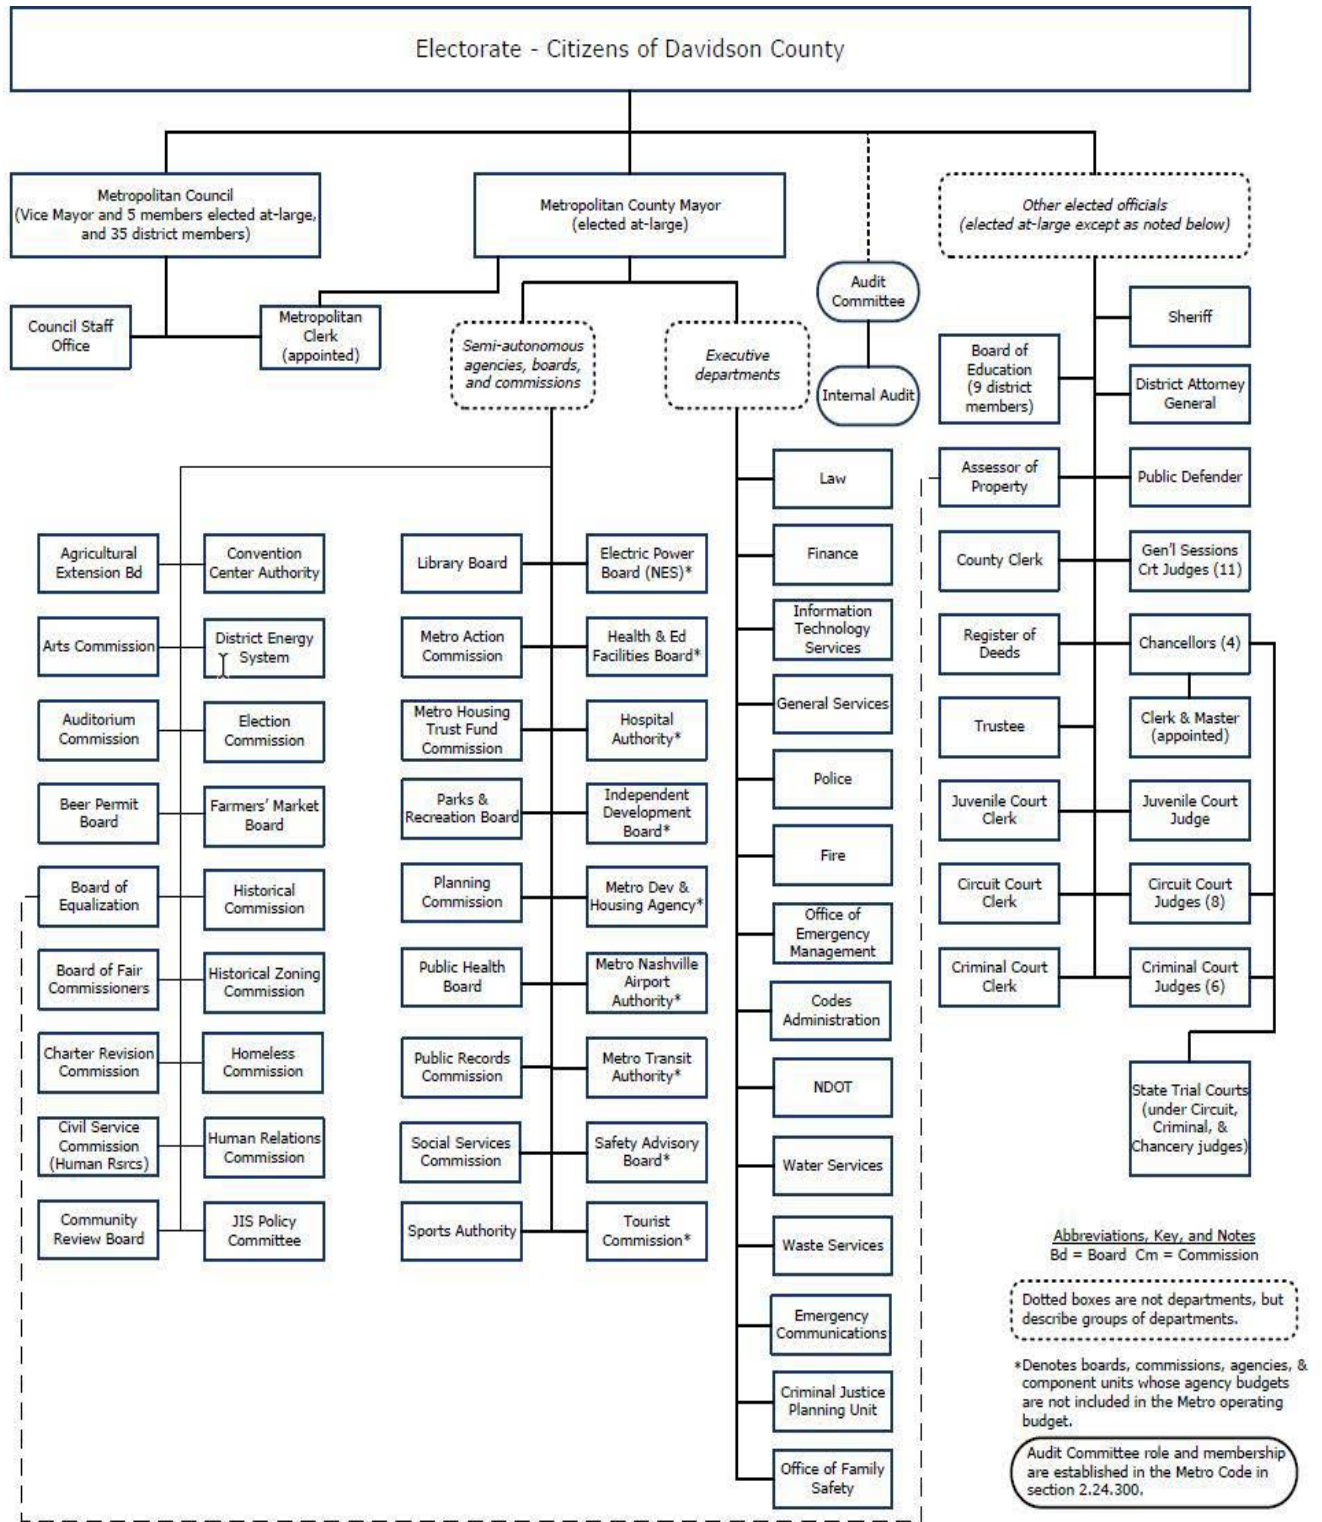 Electorate - Citizens of Davidson County
Metropolitan Council
(Vice Mayor and 5 members elected at-large,
and 35 district members)
Metropolitan County Mayor
(elected at-large)
Other elected officials
(elected at-large except as noted below)
Council Staff
Office
Metropolitan
Clerk
(appointed)
Semi-autonomous
agencies, boards,
and commissions
Executive
departments
Audit
Committee
Internal Audit
Agricultural
Extension Bd
Arts Commission
Auditorium
Commission
Beer Permit
Board
Board of
Equalization
Board of Fair
Commissioners
Charter Revision
Commission
Civil Service
Commission
(Human Rsrcs)
Community
Review Board
Convention
Center Authority
District Energy
System
Election
Commission
Farmers' Market
Board
Historical
Commission
Historical Zoning
Commission
Homeless
Commission
Human Relations
Commission
JIS Policy
Committee
Library Board
Metro Action
Commission
Metro Housing
Trust Fund
Commission
Parks &
Recreation Board
Planning
Commission
Public Health
Board
Public Records
Commission
Social Services
Commission
Sports Authority
Electric Power
Board (NES)*
Health & Ed
Facilities Board*
Hospital
Authority*
Independent
Development
Board*
Metro Dev &
Housing Agency*
Metro Nashville
Airport
Authority*
Metro Transit
Authority*
Safety Advisory
Board*
Tourist
Commission*
Law
Finance
Information
Technology
Services
General Services
Police
Fire
Office of
Emergency
Management
Codes
Administration
NDOT
Water Services
Waste Services
Emergency
Communications
Criminal Justice
Planning Unit
Office of Family
Safety
Board of
Education
(9 district
members)
Assessor of
Property
County Clerk
Register of
Deeds
Trustee
Juvenile Court
Clerk
Circuit Court
Clerk
Criminal Court
Clerk
Sheriff
District Attorney
General
Public Defender
Gen'l Sessions
Crt Judges (11)
Chancellors (4)
Clerk & Master
(appointed)
Juvenile Court
Judge
Circuit Court
Judges (8)
Criminal Court
Judges (6)
State Trial Courts
(under Circuit,
Criminal, &
Chancery judges)
Abbreviations, Key, and Notes
Bd = Board Cm = Commission
Dotted boxes are not departments, but
describe groups of departments.
*Denotes boards, commissions, agencies, &
component units whose agency budgets
are not included in the Metro operating
budget.
Audit Committee role and membership
are established in the Metro Code in
section 2.24.300.